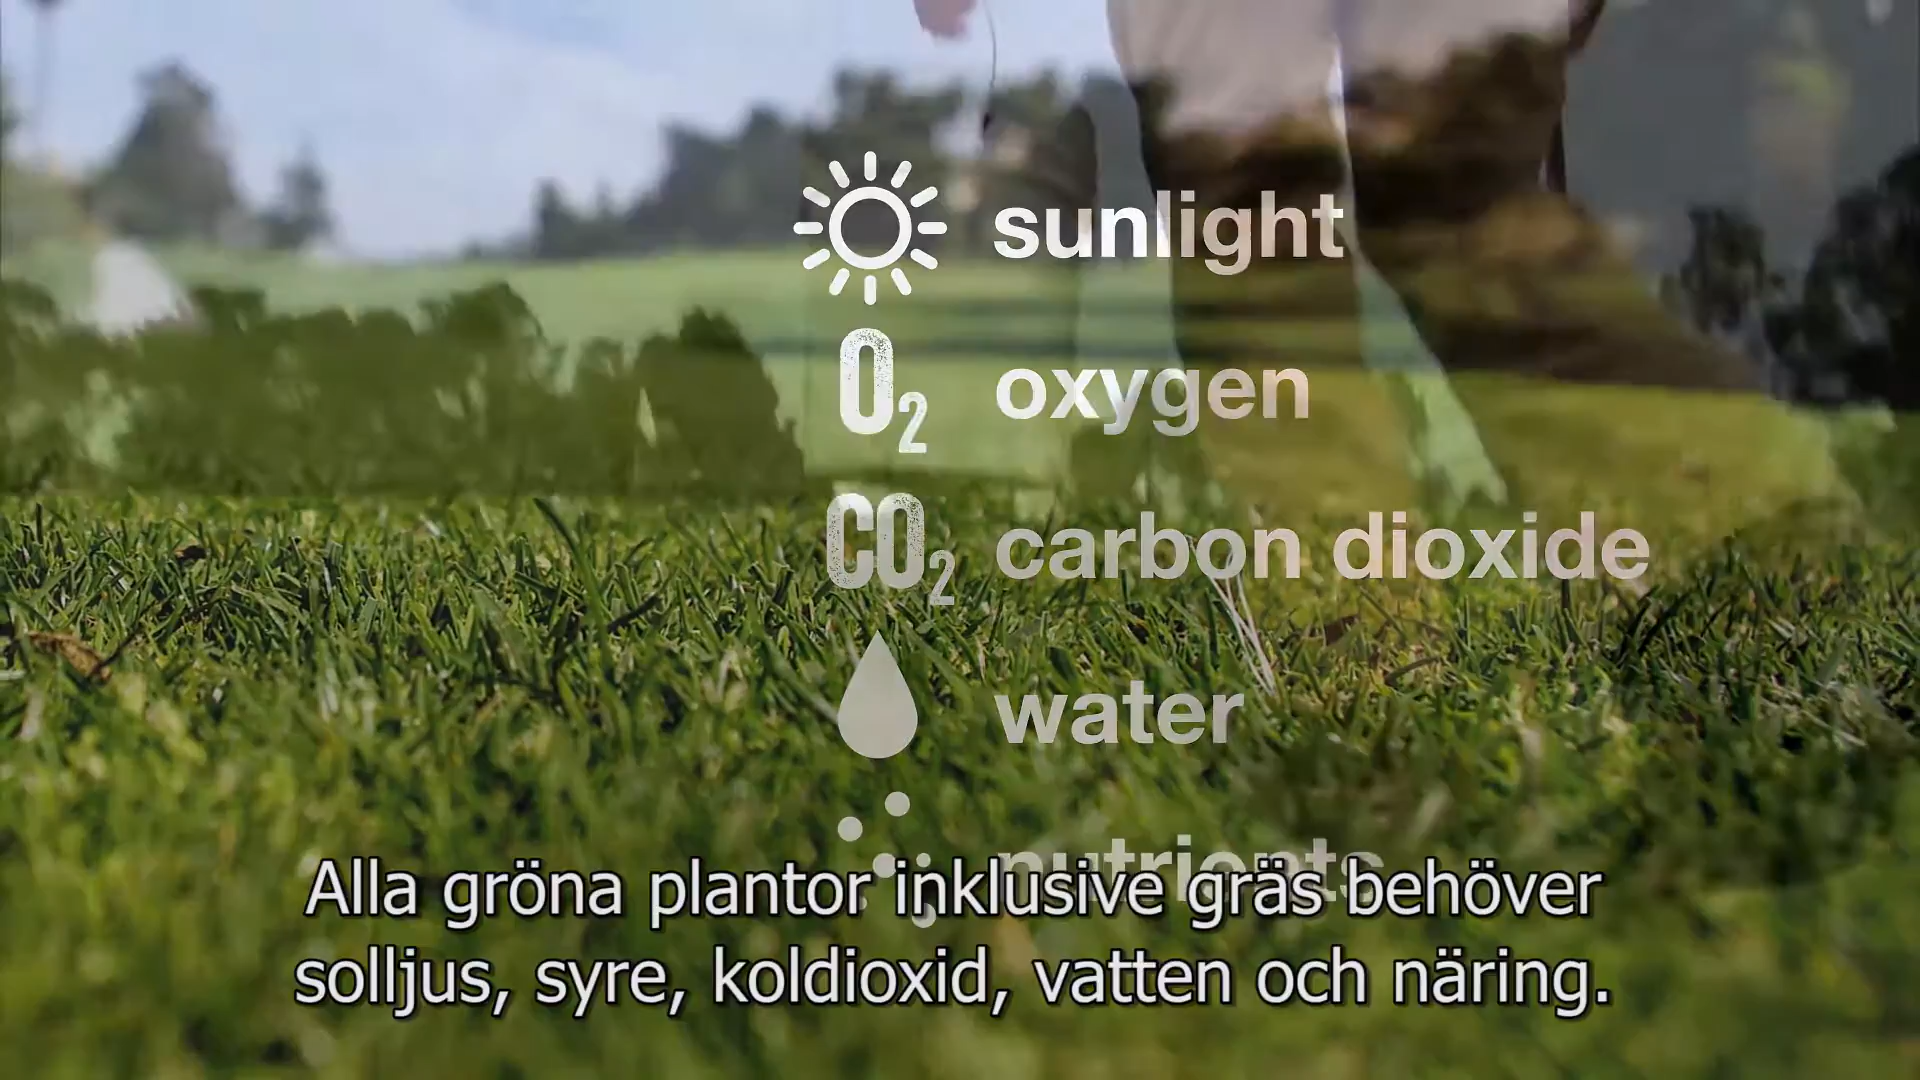 sunlight
O2 oxygen
CO2 carbon dioxide
water
nutrients
Alla gröna plantor inklusive gräs behöver
solljus, syre, koldioxid, vatten och näring.